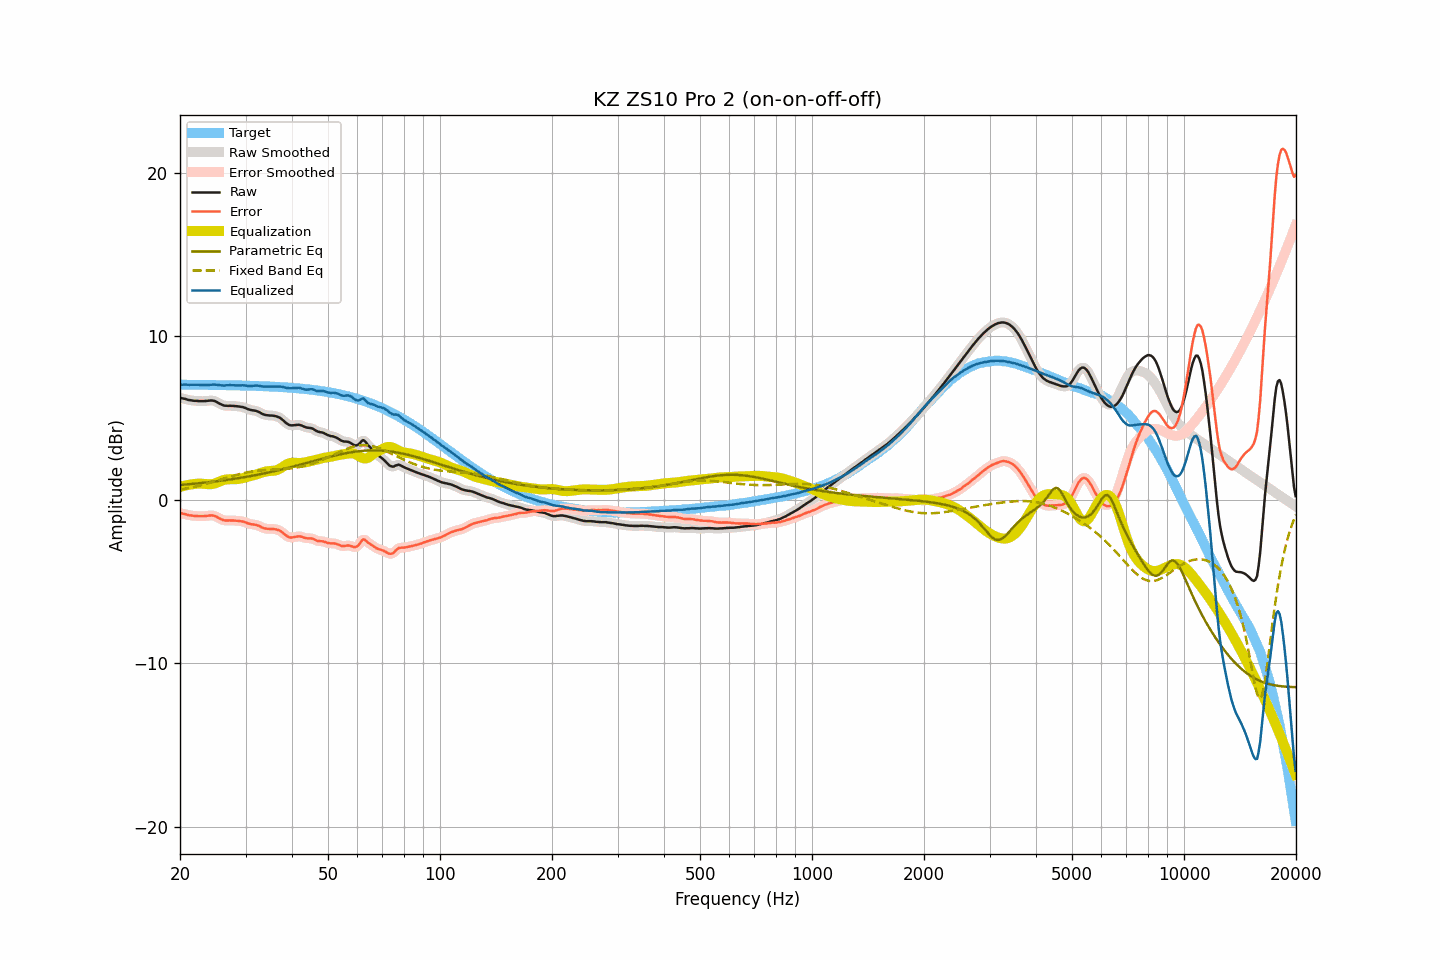 KZ ZS10 Pro 2 (on-on-off-off)
Target
Raw Smoothed
Error Smoothed
Raw
Error
Equalization
Parametric Eq
Fixed Band Eq
Equalized
Amplitude (dBr)
20
10
0
−10
−20
20 50 100 200 500 1000 2000 5000 10000 20000
Frequency (Hz)